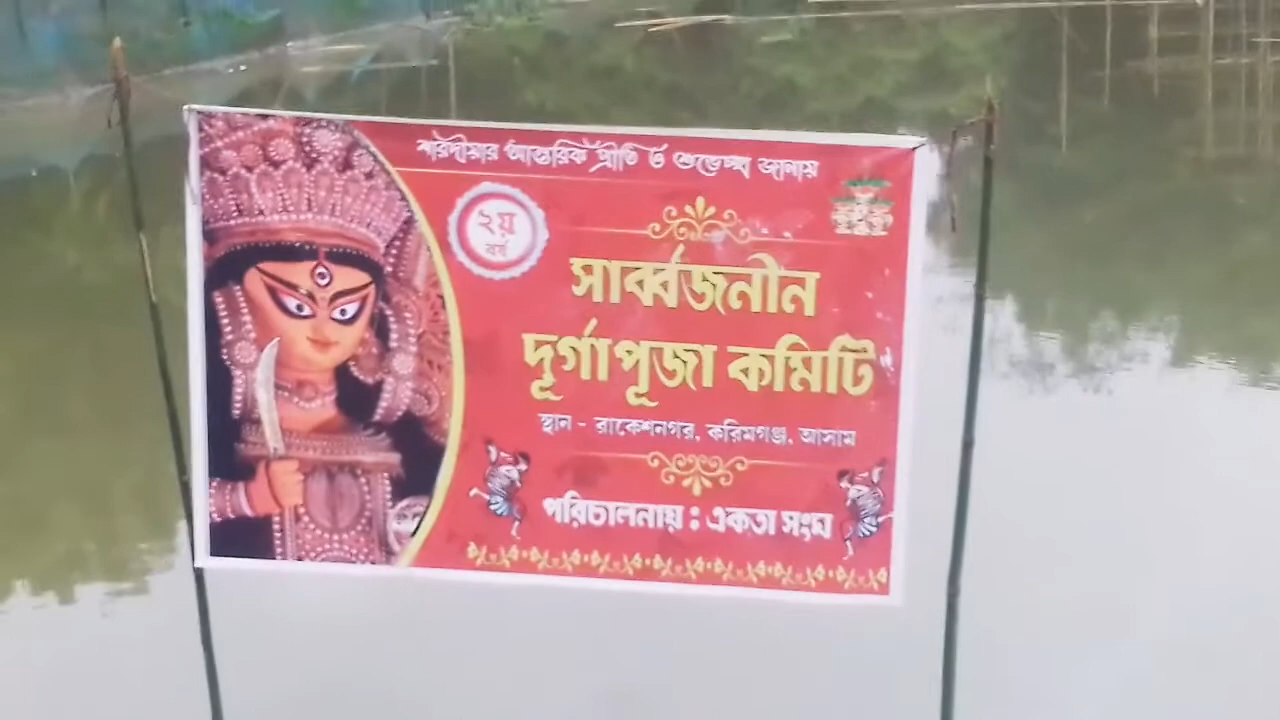 শারদীয়ার আন্তরিক প্রীতি ও শুভেচ্ছা জানায়
২য়
বর্ষ
সার্ব্বজনীন
দূর্গাপূজা কমিটি
স্থান - রাকেশনগর, করিমগঞ্জ, আসাম
পরিচালনায় : একতা সংঘ